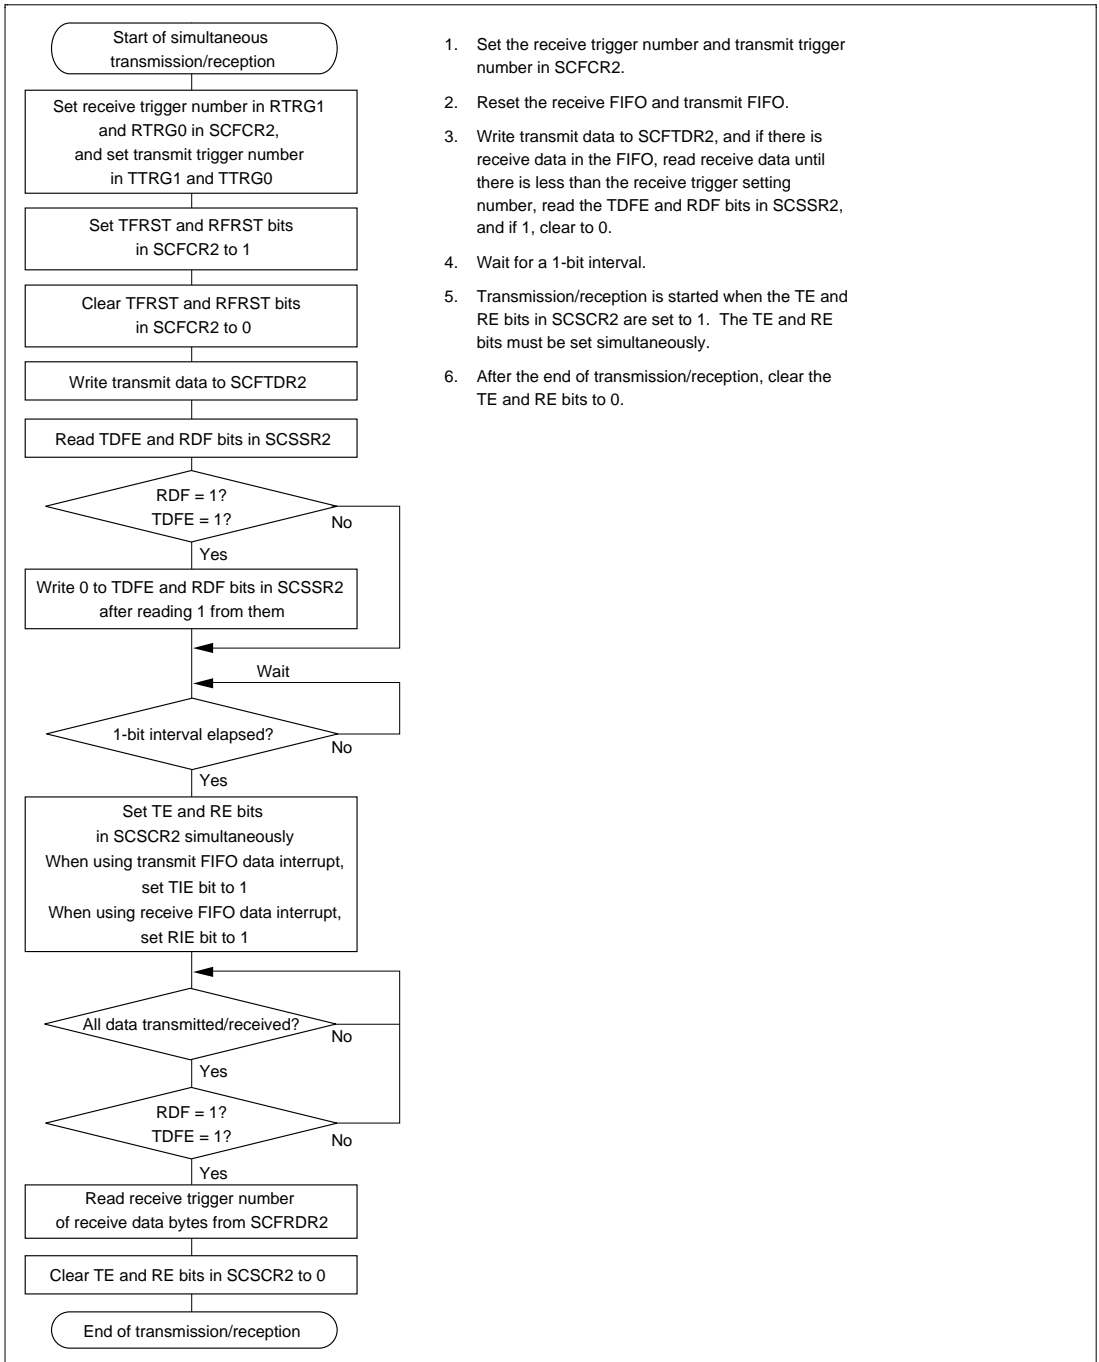 Start of simultaneous
transmission/reception
Set receive trigger number in RTRG1
and RTRG0 in SCFCR2,
and set transmit trigger number
in TTRG1 and TTRG0
Set TFRST and RFRST bits
in SCFCR2 to 1
Clear TFRST and RFRST bits
in SCFCR2 to 0
Write transmit data to SCFTDR2
Read TDFE and RDF bits in SCSSR2
RDF = 1?
TDFE = 1?
No
Yes
Write 0 to TDFE and RDF bits in SCSSR2
after reading 1 from them
Wait
1-bit interval elapsed?
No
Yes
Set TE and RE bits
in SCSCR2 simultaneously
When using transmit FIFO data interrupt,
set TIE bit to 1
When using receive FIFO data interrupt,
set RIE bit to 1
All data transmitted/received?
No
Yes
RDF = 1?
TDFE = 1?
No
Yes
Read receive trigger number
of receive data bytes from SCFRDR2
Clear TE and RE bits in SCSCR2 to 0
End of transmission/reception
1. Set the receive trigger number and transmit trigger
number in SCFCR2.
2. Reset the receive FIFO and transmit FIFO.
3. Write transmit data to SCFTDR2, and if there is
receive data in the FIFO, read receive data until
there is less than the receive trigger setting
number, read the TDFE and RDF bits in SCSSR2,
and if 1, clear to 0.
4. Wait for a 1-bit interval.
5. Transmission/reception is started when the TE and
RE bits in SCSCR2 are set to 1. The TE and RE
bits must be set simultaneously.
6. After the end of transmission/reception, clear the
TE and RE bits to 0.